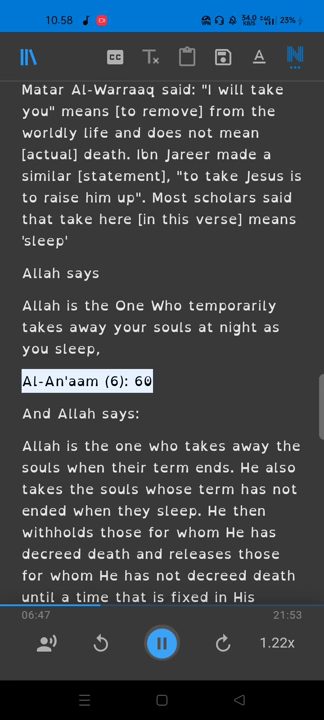 10.58
34.0
KB/S
23%
CC
Matar Al-Warraaq said: "I will take
you" means [to remove] from the
worldly life and does not mean
[actual] death. Ibn Jareer made a
similar [statement], "to take Jesus is
to raise him up". Most scholars said
that take here [in this verse] means
'sleep'
Allah says
Allah is the One Who temporarily
takes away your souls at night as
you sleep,
Al-An'aam (6): 60
And Allah says:
Allah is the one who takes away the
souls when their term ends. He also
takes the souls whose term has not
ended when they sleep. He then
withholds those for whom He has
decreed death and releases those
for whom He has not decreed death
until a time that is fixed in His
06:47
21:53
1.22x